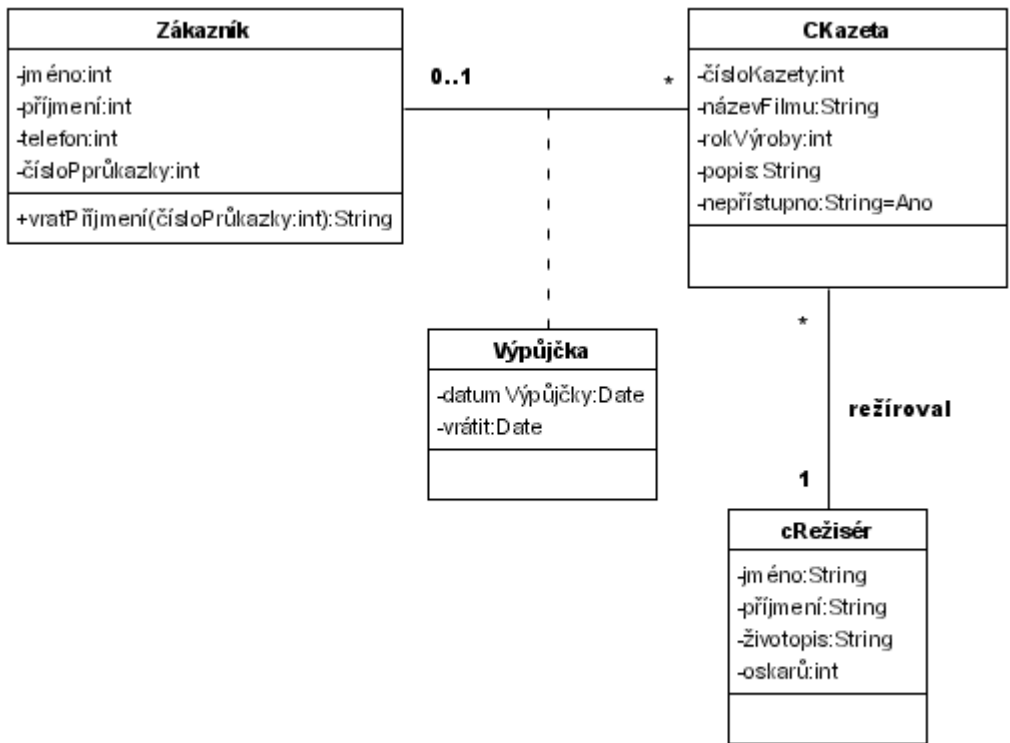 Zákazník
-jméno:int
-příjmení:int
-telefon:int
-čísloPprůkazky:int
+vratPříjmení(čísloPrůkazky:int):String
0..1
*
CKazeta
-čísloKazety:int
-názevFilmu:String
-rokVýroby:int
-popis:String
-nepřístupno:String=Ano
Výpůjčka
-datumVýpůjčky:Date
-vrátit:Date
*
režíroval
1
cRežisér
-jméno:String
-příjmení:String
-životopis:String
-oskarů:int